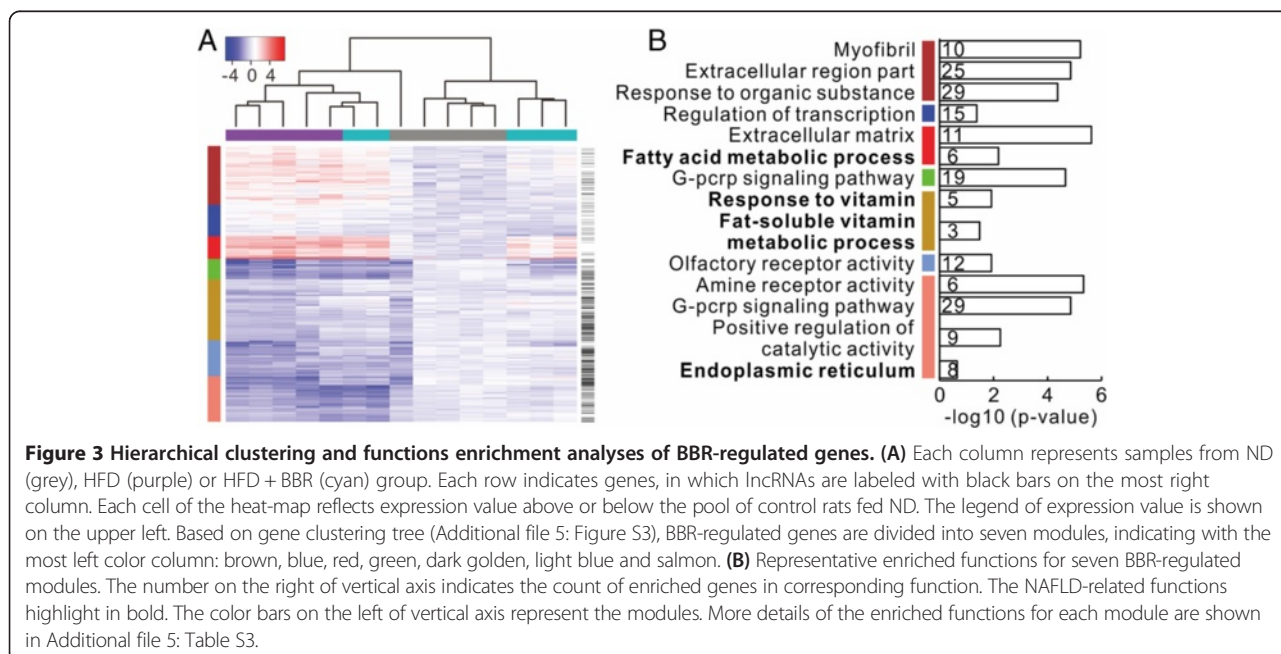 A
-4 0 4
B
Myofibril 10
Extracellular region part 25
Response to organic substance 29
Regulation of transcription 15
Extracellular matrix 11
Fatty acid metabolic process 6
G-pcrp signaling pathway 19
Response to vitamin 5
Fat-soluble vitamin
metabolic process 3
Olfactory receptor activity 12
Amine receptor activity 6
G-pcrp signaling pathway 29
Positive regulation of
catalytic activity 9
Endoplasmic reticulum 8
0 2 4 6
-log10 (p-value)
Figure 3 Hierarchical clustering and functions enrichment analyses of BBR-regulated genes. (A) Each column represents samples from ND
(grey), HFD (purple) or HFD + BBR (cyan) group. Each row indicates genes, in which lncRNAs are labeled with black bars on the most right
column. Each cell of the heat-map reflects expression value above or below the pool of control rats fed ND. The legend of expression value is shown
on the upper left. Based on gene clustering tree (Additional file 5: Figure S3), BBR-regulated genes are divided into seven modules, indicating with the
most left color column: brown, blue, red, green, dark golden, light blue and salmon. (B) Representative enriched functions for seven BBR-regulated
modules. The number on the right of vertical axis indicates the count of enriched genes in corresponding function. The NAFLD-related functions
highlight in bold. The color bars on the left of vertical axis represent the modules. More details of the enriched functions for each module are shown
in Additional file 5: Table S3.